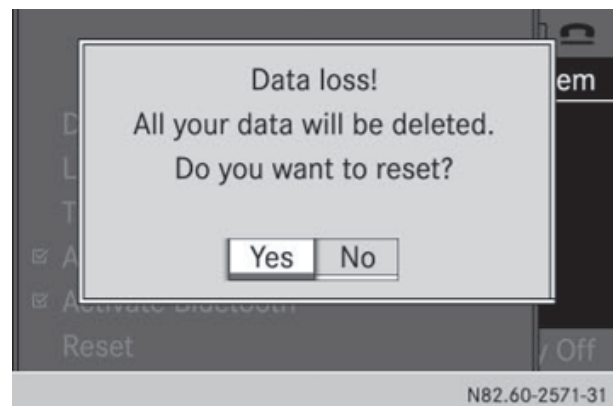 em
Data loss!
All your data will be deleted.
Do you want to reset?
Yes No
Activate Bluetooth
Reset
Off
N82.60-2571-31